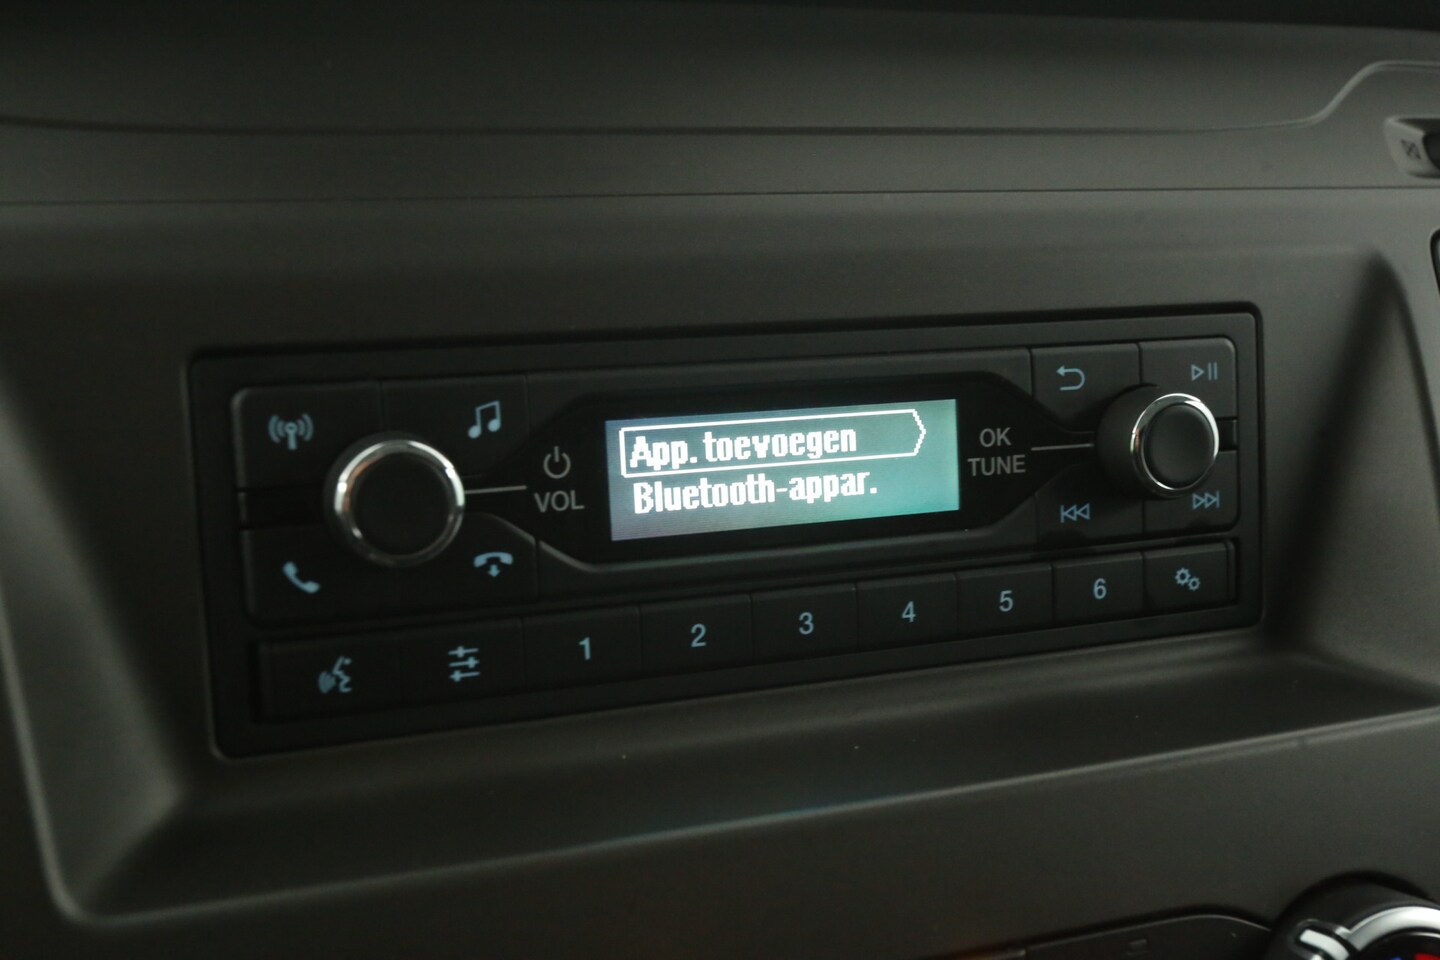 App. toevoegen
Bluetooth-appar.
VOL
OK
TUNE
1 2 3 4 5 6